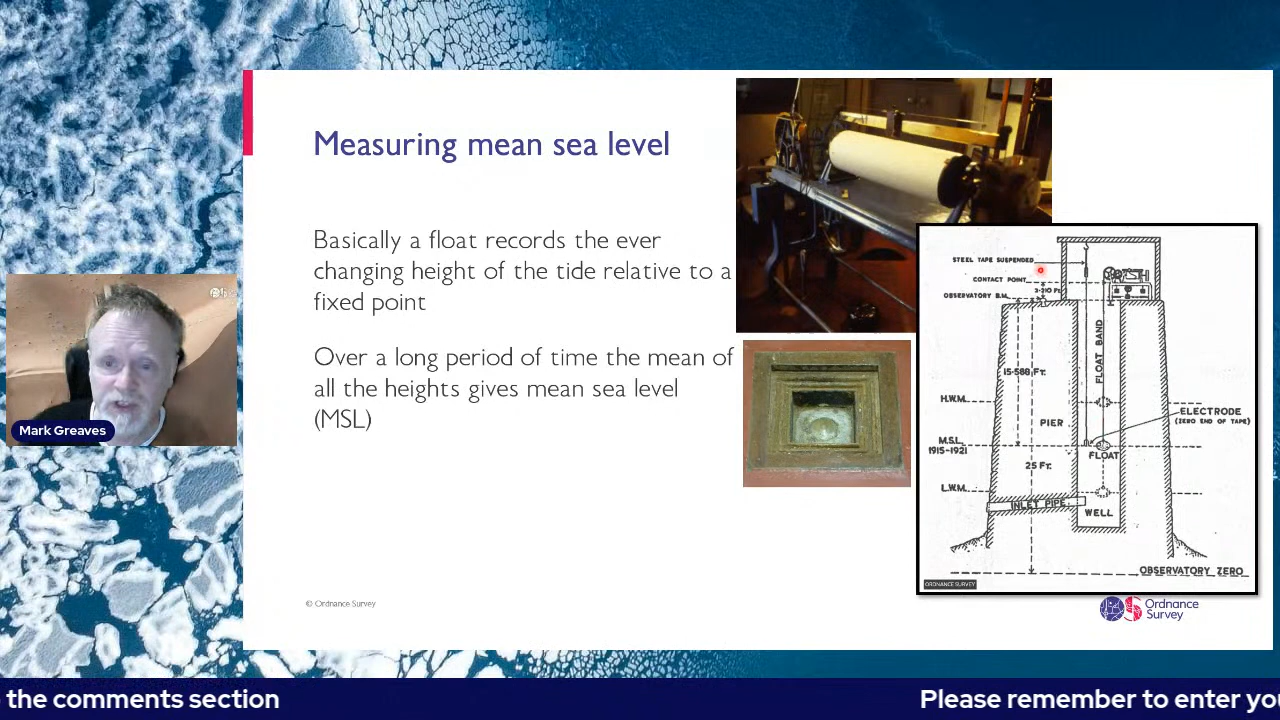 Measuring mean sea level
Basically a float records the ever
changing height of the tide relative to a
fixed point
Over a long period of time the mean of
all the heights gives mean sea level
(MSL)
© Ordnance Survey
STEEL TAPE SUSPENDED
CONTACT POINT
OBSERVATORY B.M.
3·210 Ft.
15·588 Ft.
FLOAT BAND
H.W.M.
PIER
ELECTRODE
(ZERO END OF TAPE)
M.S.L.
1915-1921
FLOAT
25 Ft.
L.W.M.
INLET PIPE
WELL
OBSERVATORY ZERO
ORDNANCE SURVEY
Ordnance
Survey
Mark Greaves
the comments section
Please remember to enter you